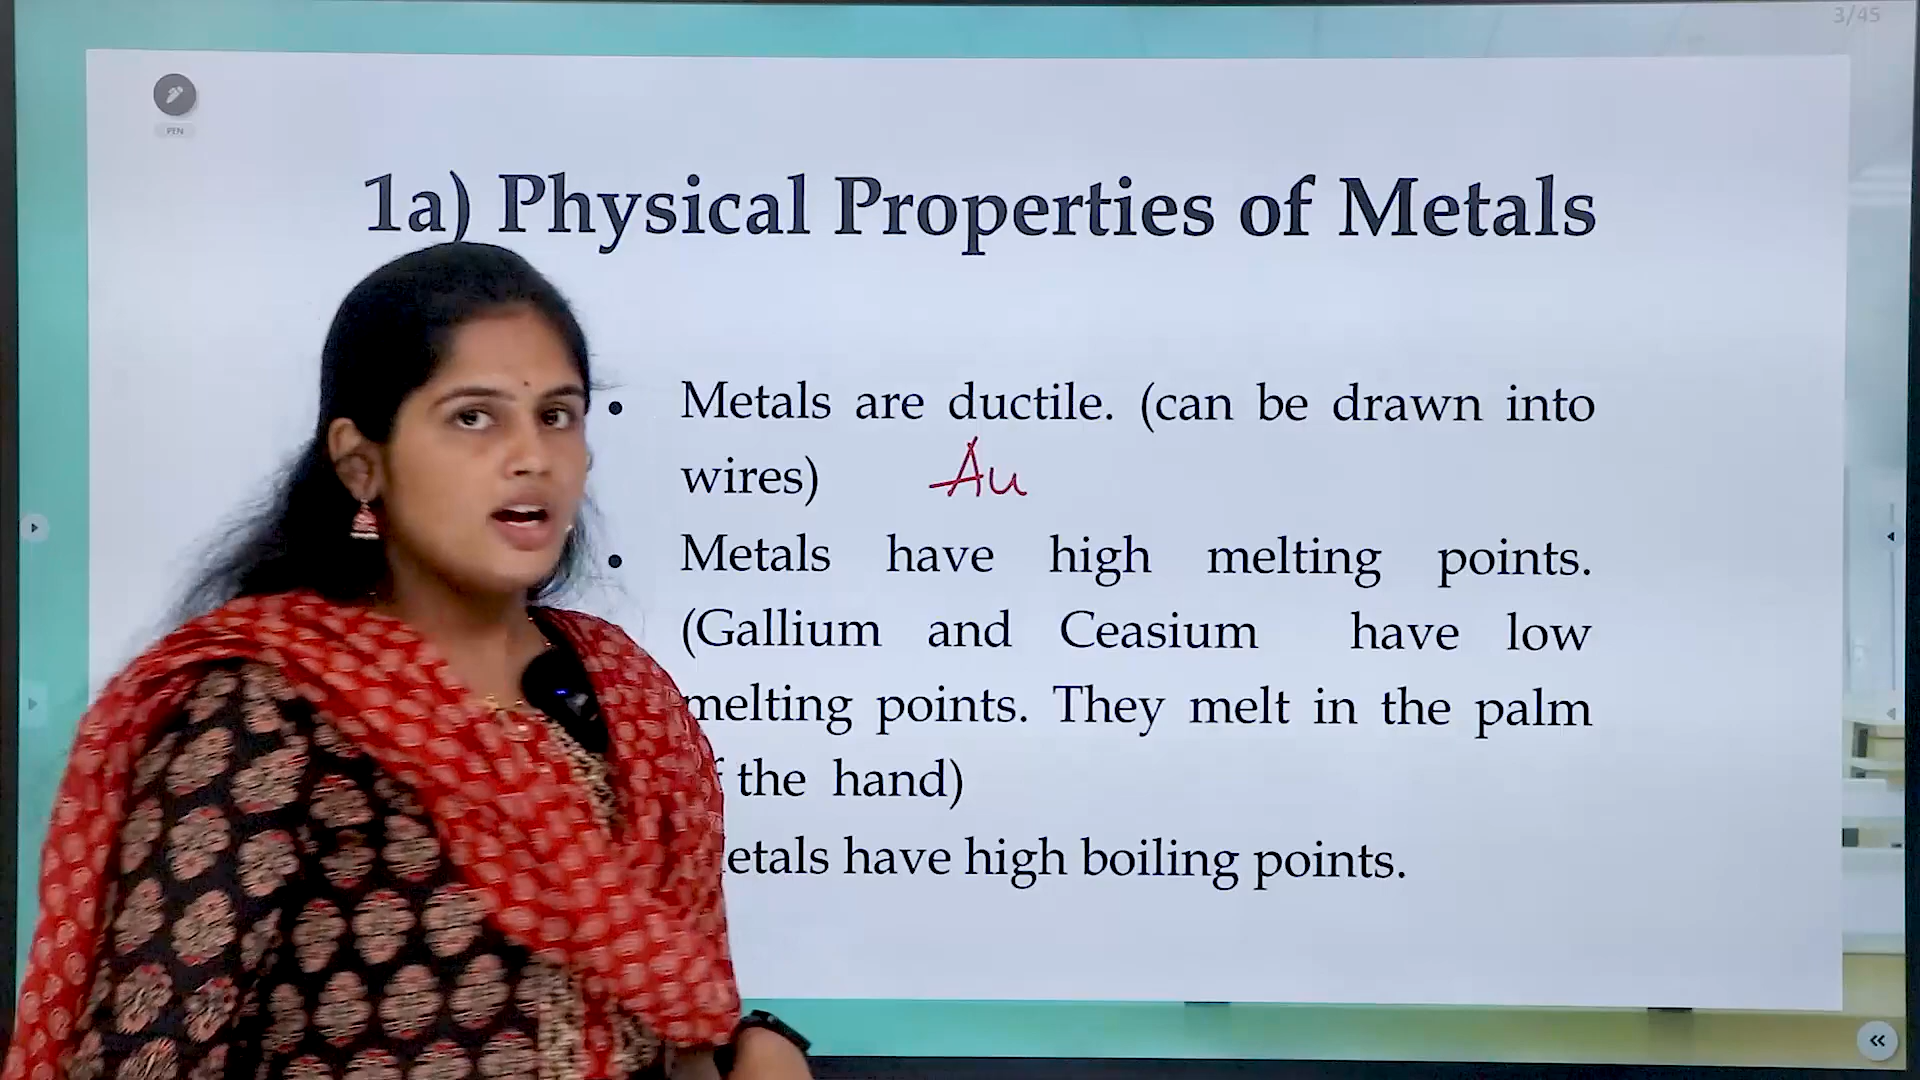 3/45
PEN
1a) Physical Properties of Metals
• Metals are ductile. (can be drawn into
wires) Au
• Metals have high melting points.
(Gallium and Ceasium have low
melting points. They melt in the palm
the hand)
have high boiling points.